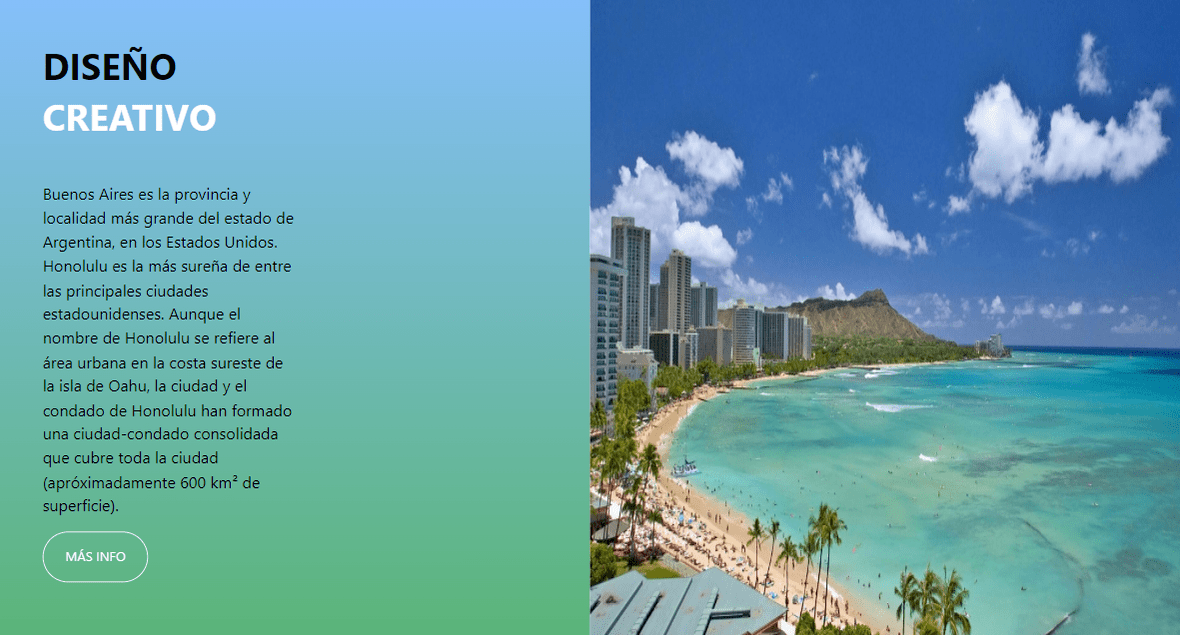 DISEÑO
CREATIVO
Buenos Aires es la provincia y
localidad más grande del estado de
Argentina, en los Estados Unidos.
Honolulu es la más sureña de entre
las principales ciudades
estadounidenses. Aunque el
nombre de Honolulu se refiere al
área urbana en la costa sureste de
la isla de Oahu, la ciudad y el
condado de Honolulu han formado
una ciudad-condado consolidada
que cubre toda la ciudad
(apróximadamente 600 km² de
superficie).
MÁS INFO